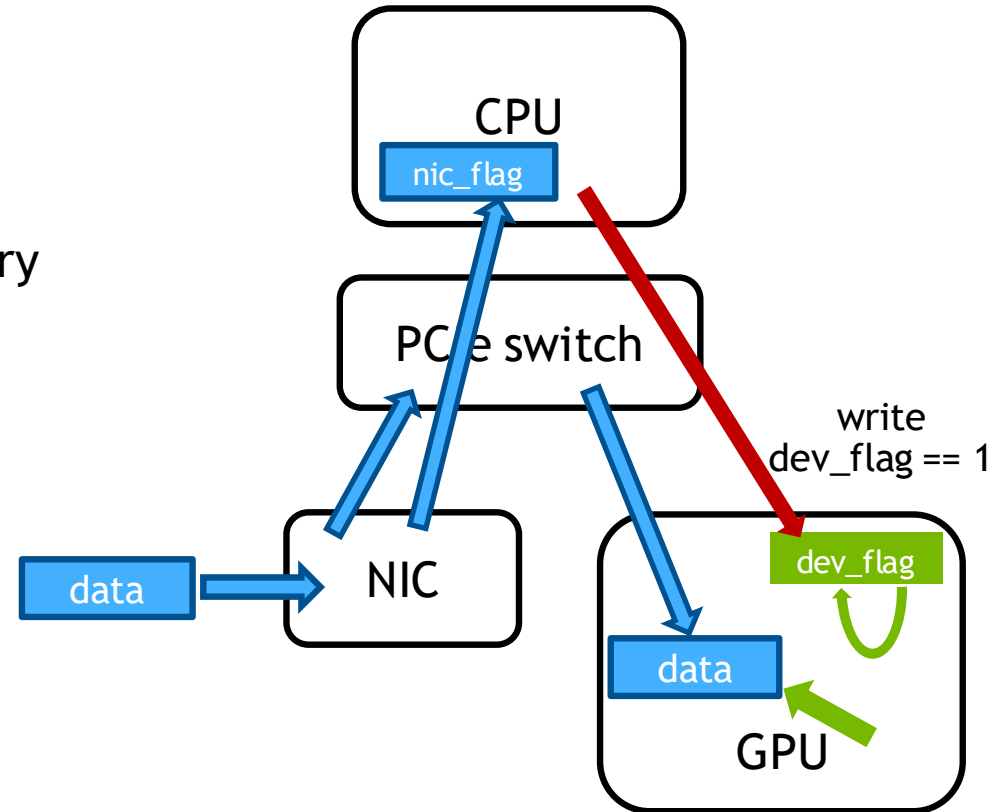 CPU
nic_flag
ry
PCIe switch
write
dev_flag == 1
dev_flag
NIC
data
data
GPU